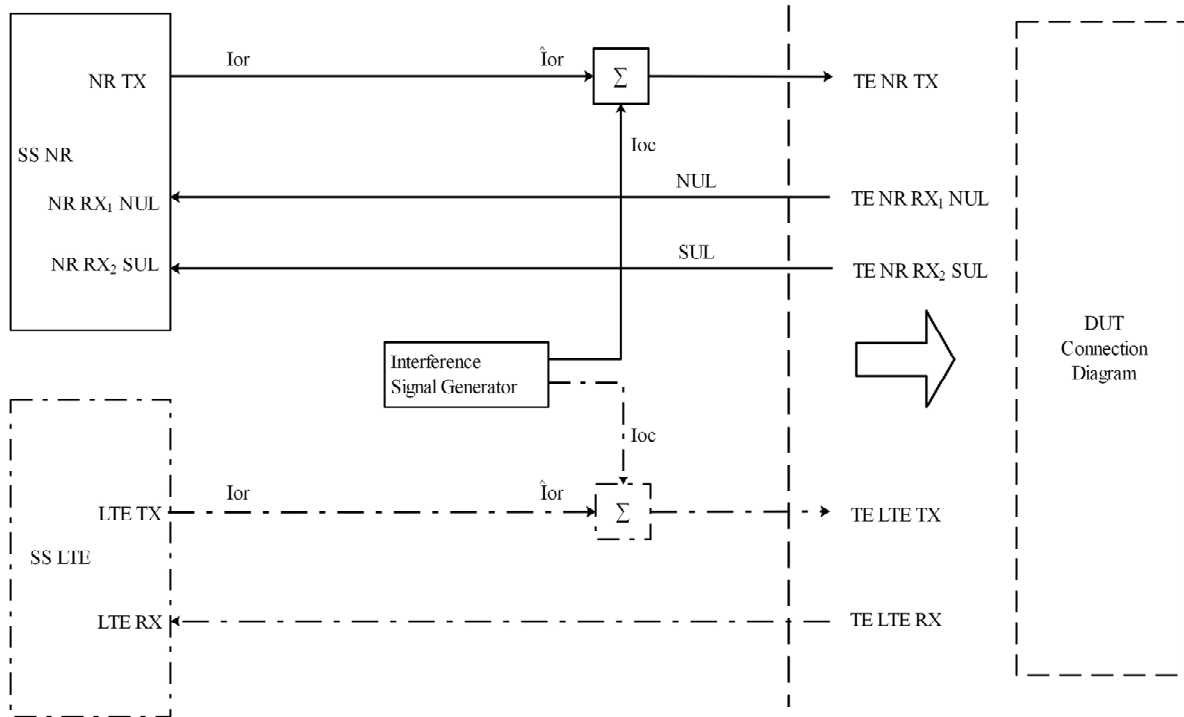 Ior
Îor
NR TX
Σ
TE NR TX
Ioc
SS NR
NUL
NR RX₁ NUL
TE NR RX₁ NUL
SUL
NR RX₂ SUL
TE NR RX₂ SUL
DUT
Connection
Diagram
Interference
Signal Generator
Ioc
Ior
Îor
LTE TX
Σ
TE LTE TX
SS LTE
LTE RX
TE LTE RX